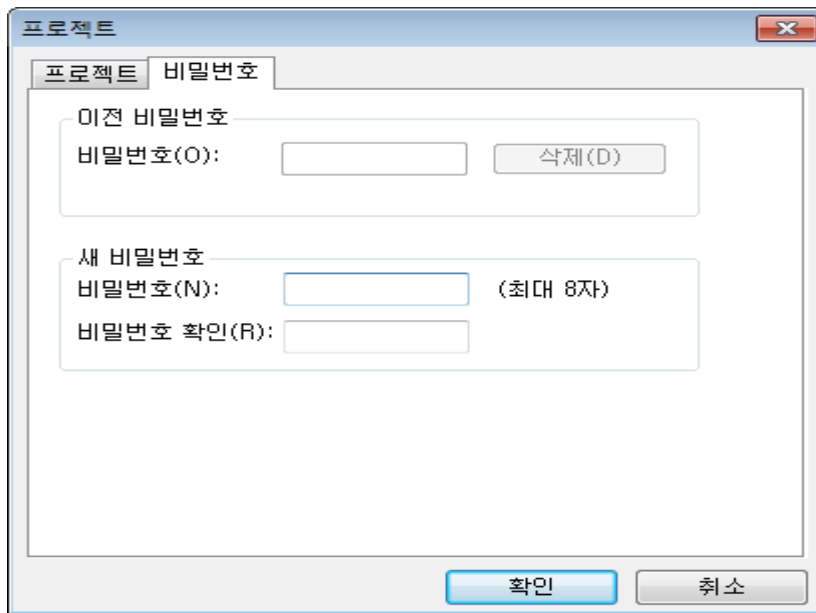 프로젝트
프로젝트 비밀번호
이전 비밀번호
비밀번호(O): 삭제(D)
새 비밀번호
비밀번호(N): (최대 8자)
비밀번호 확인(R):
확인 취소